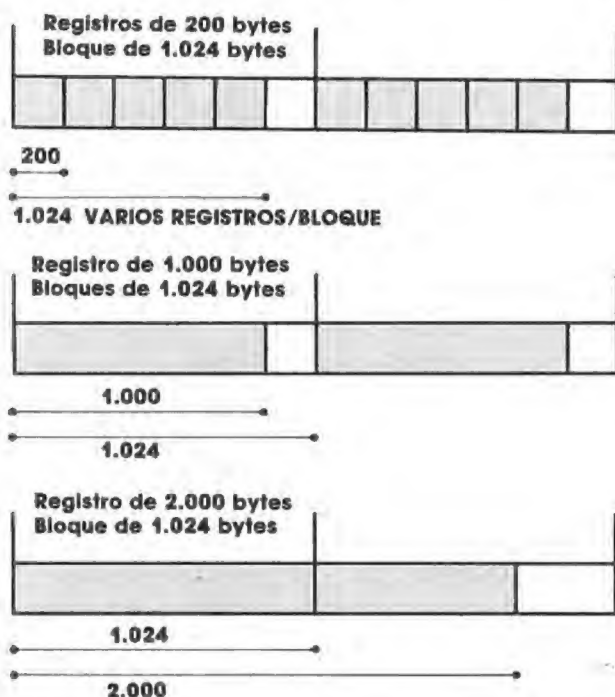 Registros de 200 bytes
Bloque de 1.024 bytes
200
1.024 VARIOS REGISTROS/BLOQUE
Registro de 1.000 bytes
Bloques de 1.024 bytes
1.000
1.024
Registro de 2.000 bytes
Bloque de 1.024 bytes
1.024
2.000